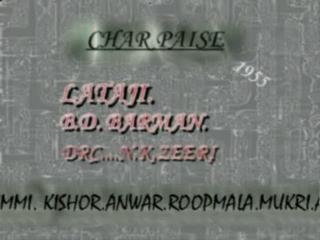 CHAR PAISE
1955
LATAJI.
B.D. BARMAN.
DRC....N.K,ZEERI
MMI. KISHOR.ANWAR.ROOPMALA.MUKRI.A